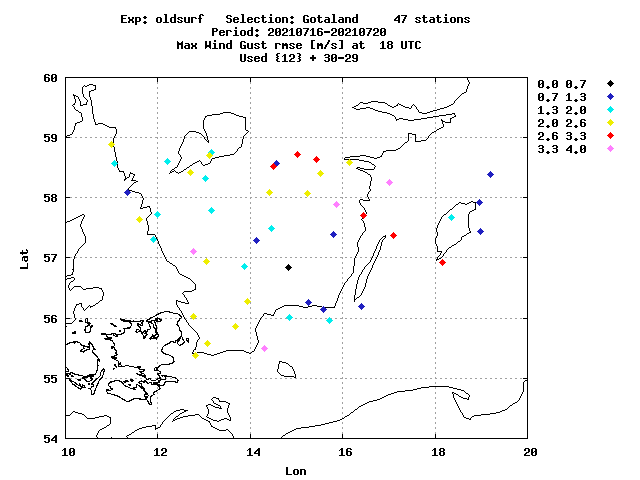 Exp: oldsurf   Selection: Gotaland     47 stations
Period: 20210716-20210720
Max Wind Gust rmse [m/s] at  18 UTC
Used {12} + 30-29
0.0 0.7
0.7 1.3
1.3 2.0
2.0 2.6
2.6 3.3
3.3 4.0
60
59
58
57
56
55
54
Lat
10 12 14 16 18 20
Lon